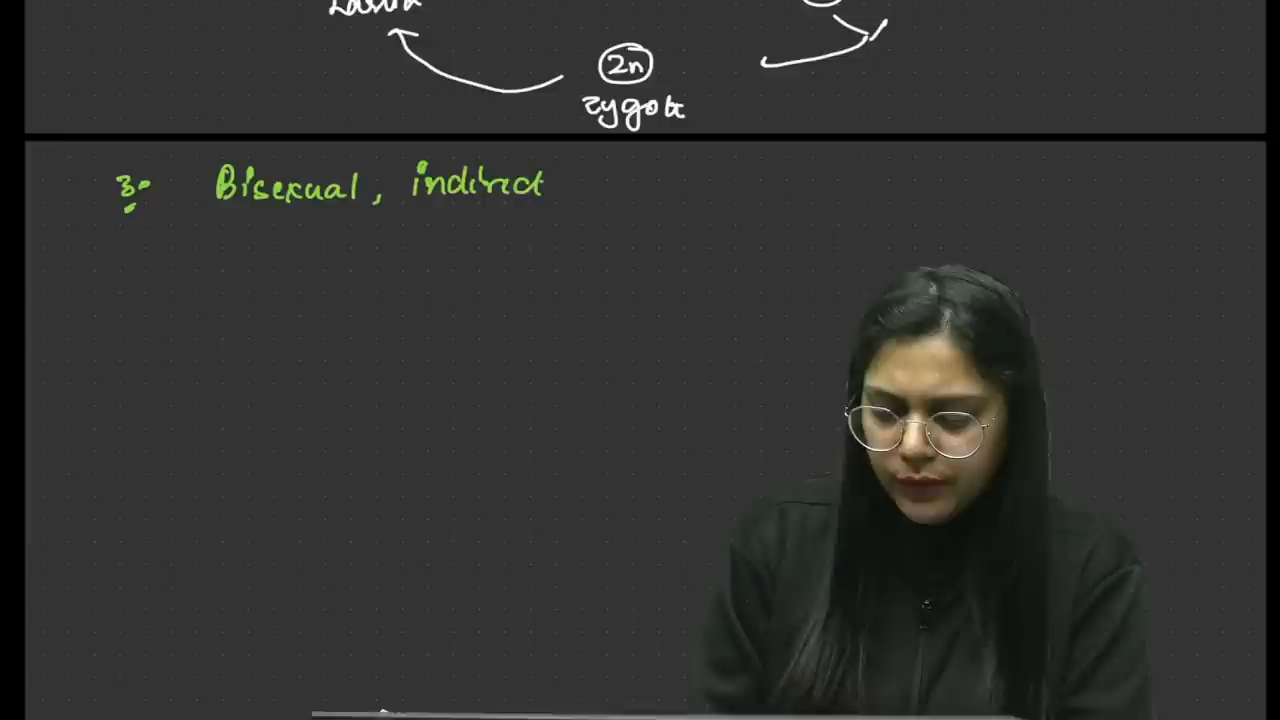 2n
zygote
3. Bisexual, indirect